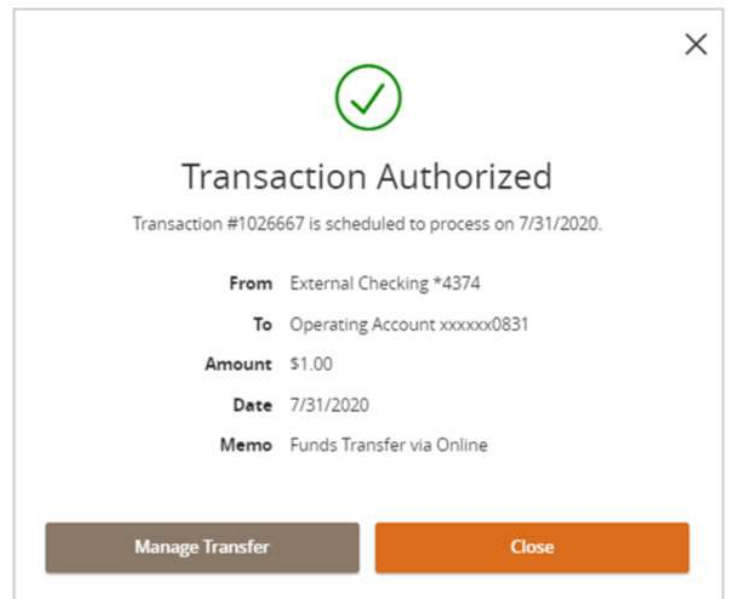 Transaction Authorized
Transaction #1026667 is scheduled to process on 7/31/2020.
From External Checking *4374
To Operating Account xxxxxx0831
Amount $1.00
Date 7/31/2020
Memo Funds Transfer via Online
Manage Transfer Close